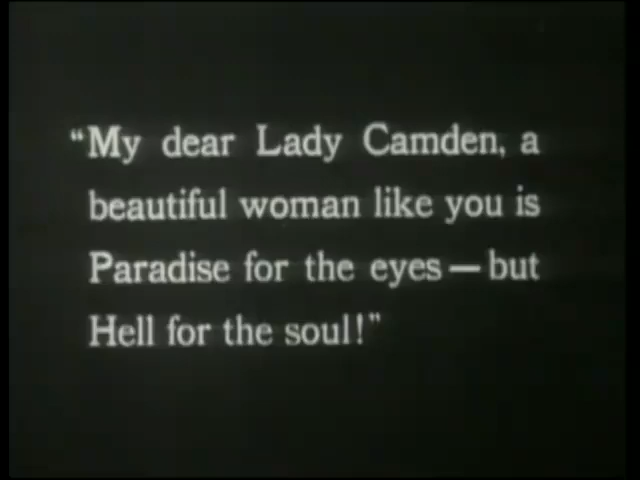 “My dear Lady Camden, a
beautiful woman like you is
Paradise for the eyes — but
Hell for the soul!”